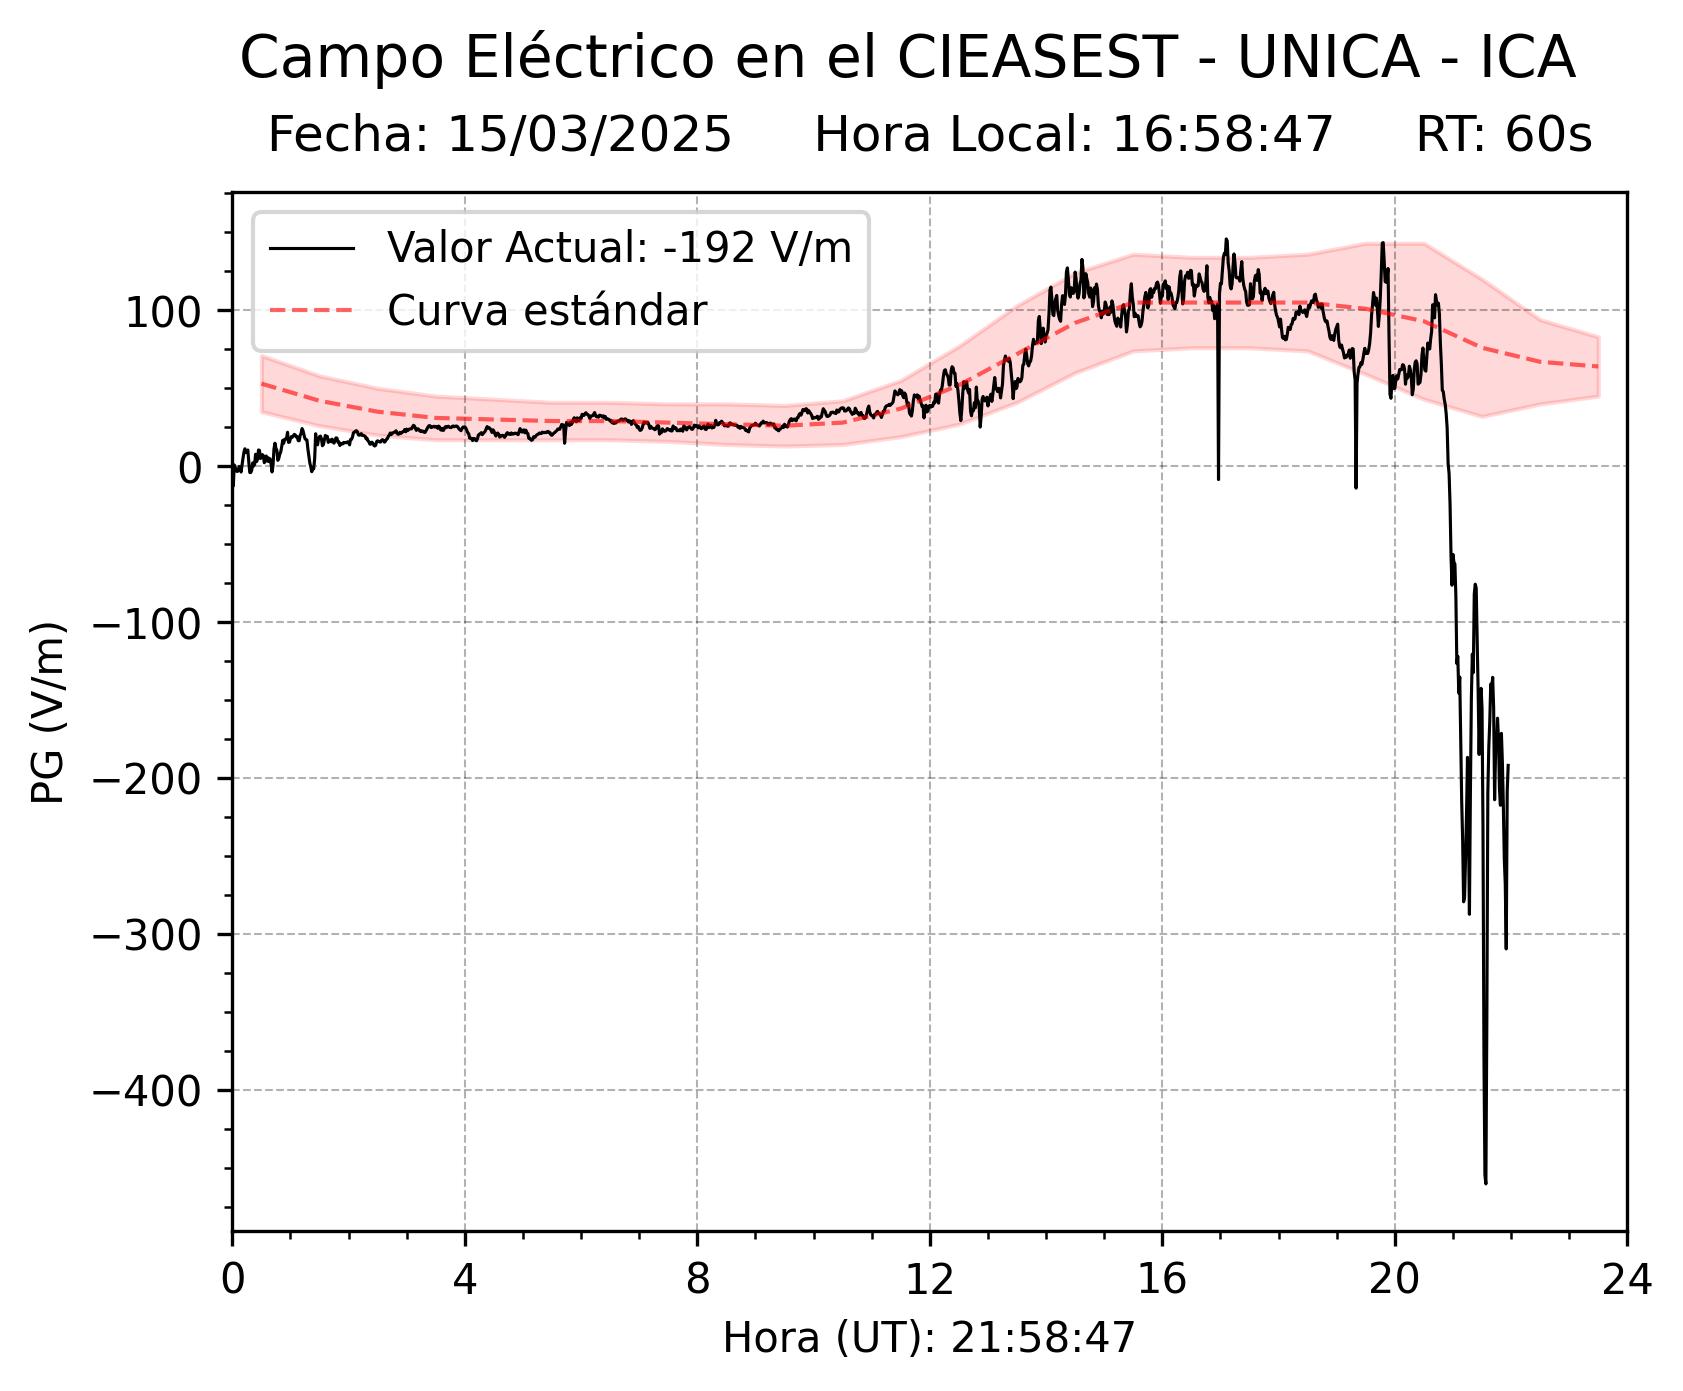 Campo Eléctrico en el CIEASEST - UNICA - ICA
Fecha: 15/03/2025 Hora Local: 16:58:47 RT: 60s
Valor Actual: -192 V/m
Curva estándar
PG (V/m)
100
0
−100
−200
−300
−400
0 4 8 12 16 20 24
Hora (UT): 21:58:47